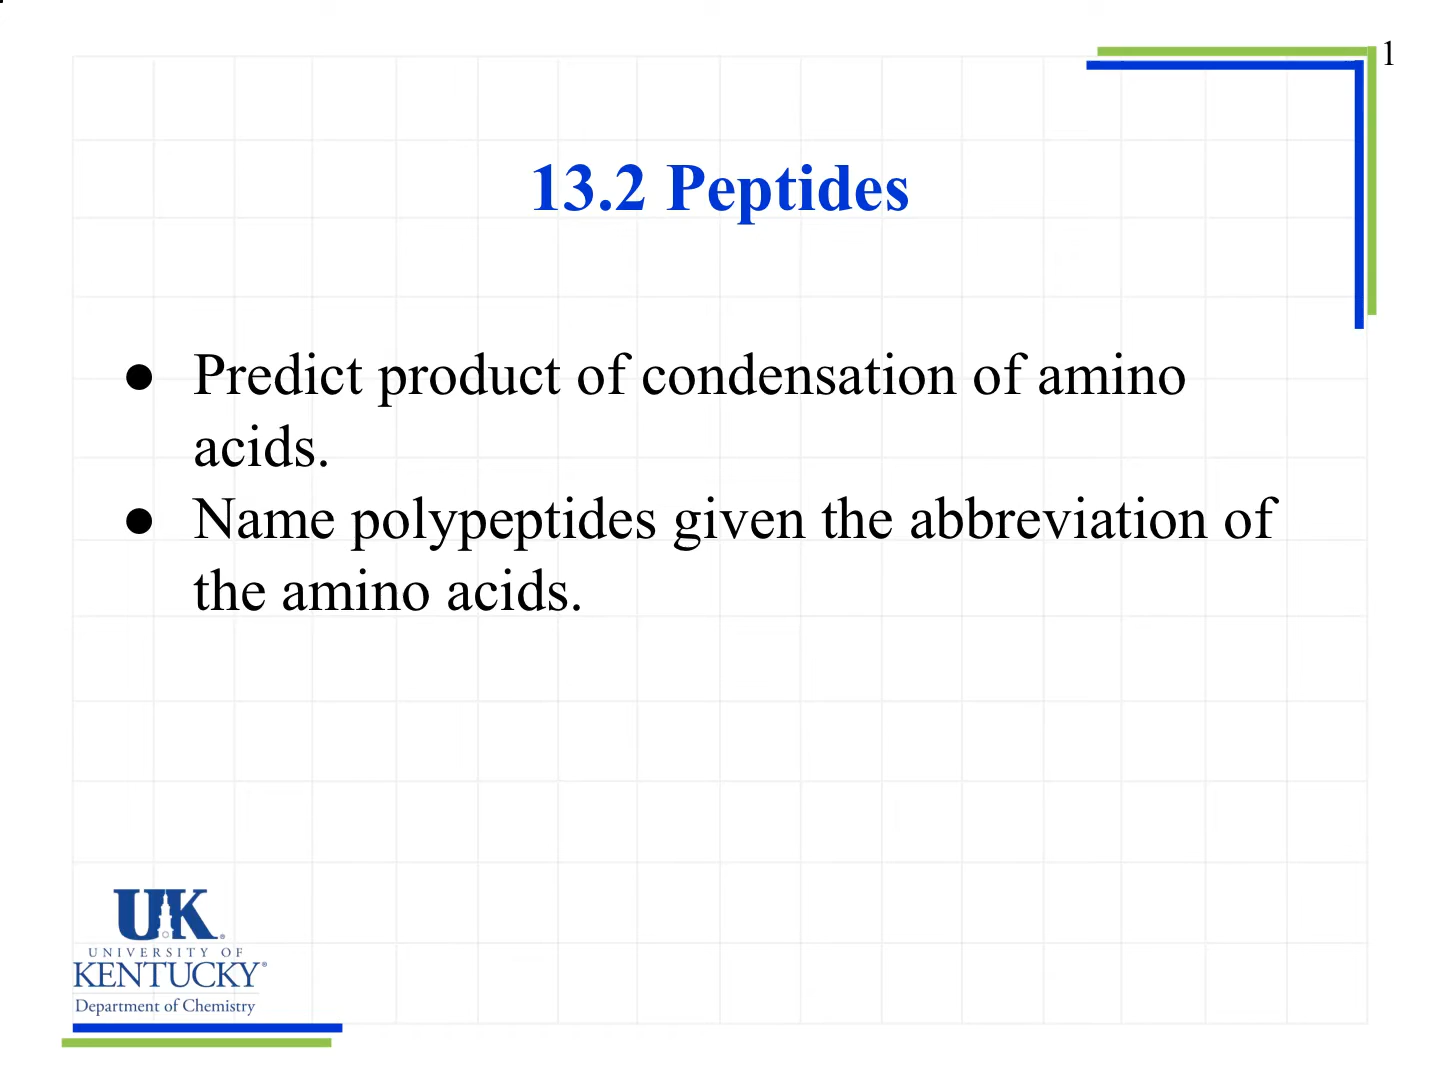 1
13.2 Peptides
● Predict product of condensation of amino
acids.
● Name polypeptides given the abbreviation of
the amino acids.
UK®
UNIVERSITY OF
KENTUCKY®
Department of Chemistry